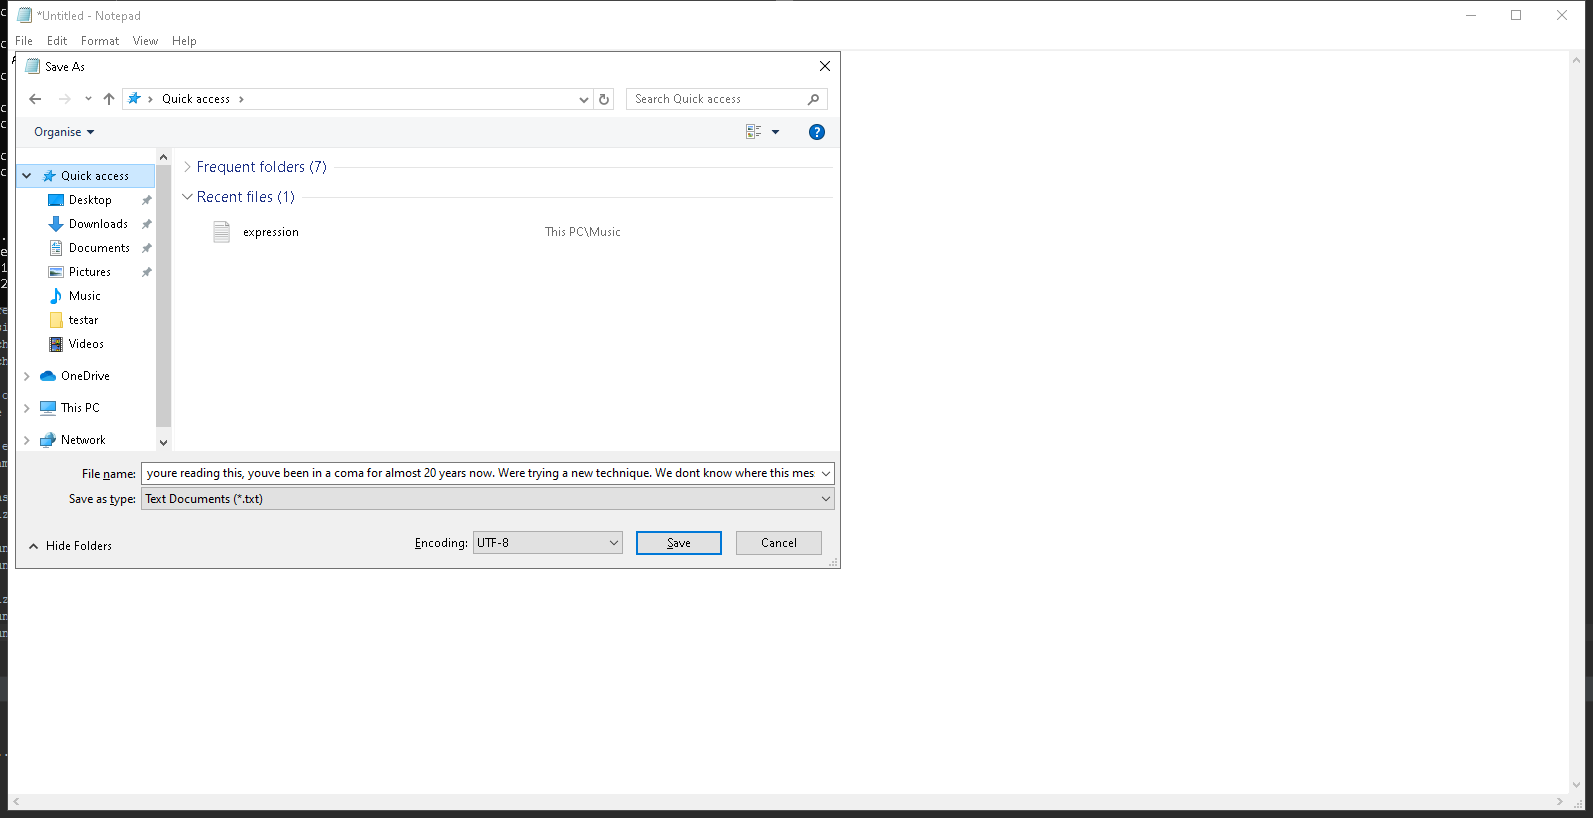 *Untitled - Notepad
File Edit Format View Help
Save As
Quick access
Search Quick access
Organise
Quick access
Desktop
Downloads
Documents
Pictures
Music
testar
Videos
OneDrive
This PC
Network
Frequent folders (7)
Recent files (1)
expression This PC\Music
File name: youre reading this, youve been in a coma for almost 20 years now. Were trying a new technique. We dont know where this mes
Save as type: Text Documents (*.txt)
Hide Folders
Encoding: UTF-8 Save Cancel